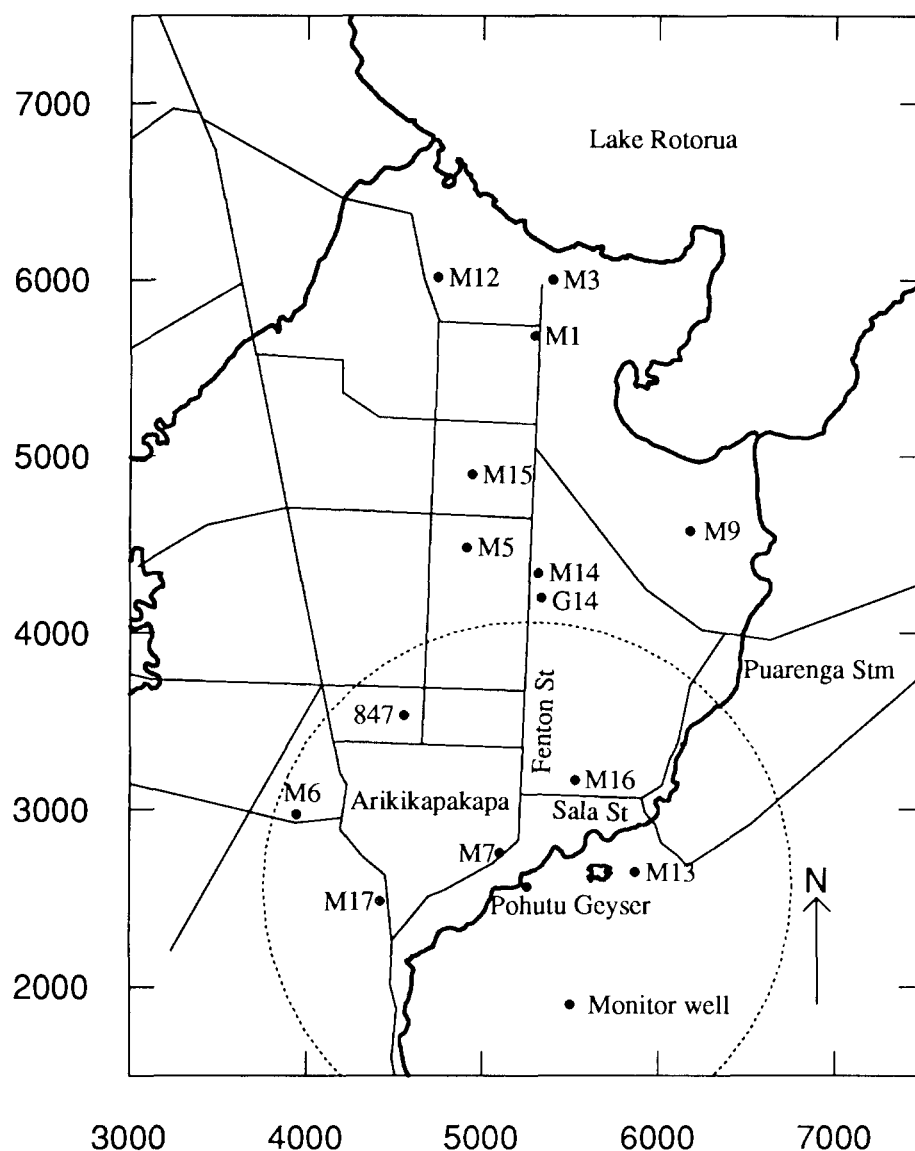 7000
Lake Rotorua
6000
M12
M3
M1
5000
M15
M9
M5
M14
G14
4000
Puarenga Stm
Fenton St
847
M16
3000
M6
Arikikapakapa
Sala St
M7
M13
M17
Pohutu Geyser
N
2000
Monitor well
3000 4000 5000 6000 7000